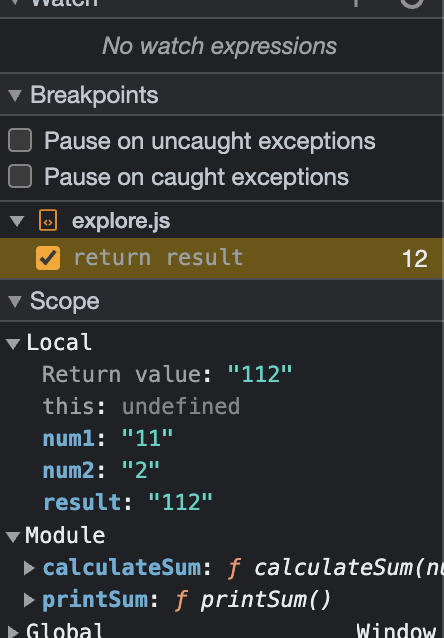 Watch
No watch expressions
Breakpoints
Pause on uncaught exceptions
Pause on caught exceptions
explore.js
return result 12
Scope
Local
Return value: "112"
this: undefined
num1: "11"
num2: "2"
result: "112"
Module
calculateSum: ƒ calculateSum(nu
printSum: ƒ printSum()
Global Window